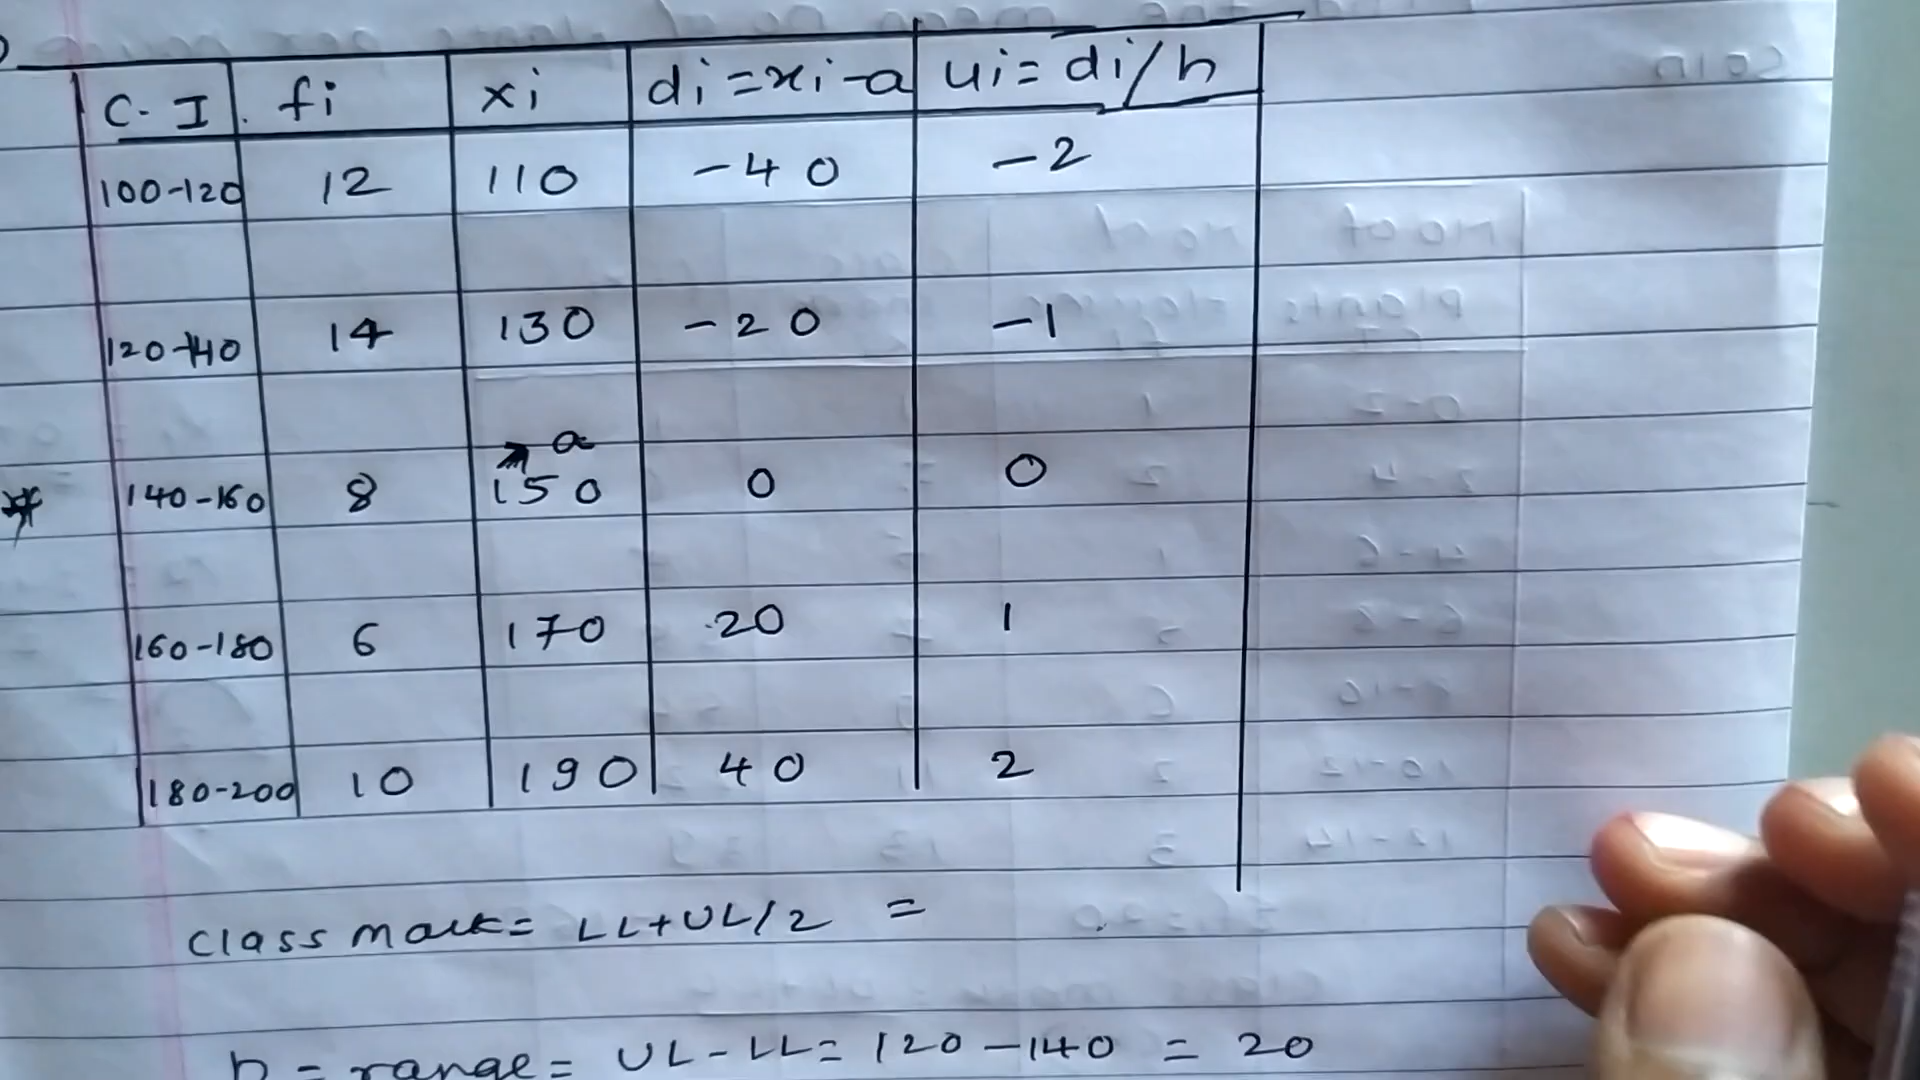 C.I fi xi di=xi-a ui=di/h
100-120 12 110 -40 -2
120-140 14 130 -20 -1
a
140-160 8 150 0 0
160-180 6 170 20 1
180-200 10 190 40 2
class mark= LL+UL/2 =
h = range= UL-LL= 120-140 = 20